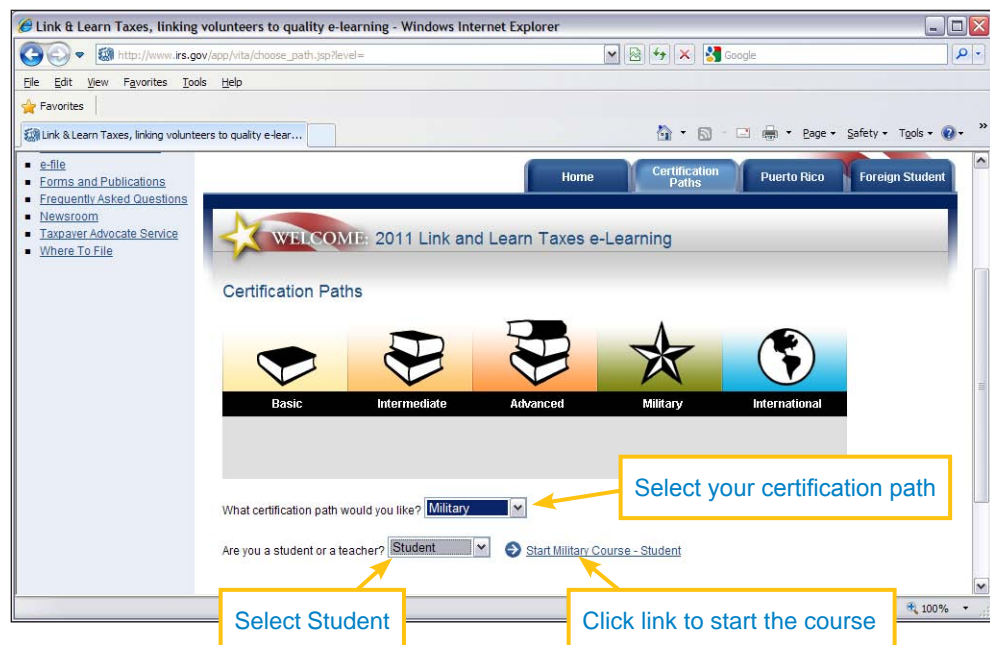 Link & Learn Taxes, linking volunteers to quality e-learning - Windows Internet Explorer
http://www.irs.gov/app/vita/choose_path.jsp?level=
Google
File Edit View Favorites Tools Help
Favorites
Link & Learn Taxes, linking volunteers to quality e-lear...
Page Safety Tools
e-file
Forms and Publications
Frequently Asked Questions
Newsroom
Taxpayer Advocate Service
Where To File
Home
Certification
Paths
Puerto Rico
Foreign Student
WELCOME: 2011 Link and Learn Taxes e-Learning
Certification Paths
Basic
Intermediate
Advanced
Military
International
Select your certification path
What certification path would you like? Military
Are you a student or a teacher? Student Start Military Course - Student
Select Student
Click link to start the course
100%